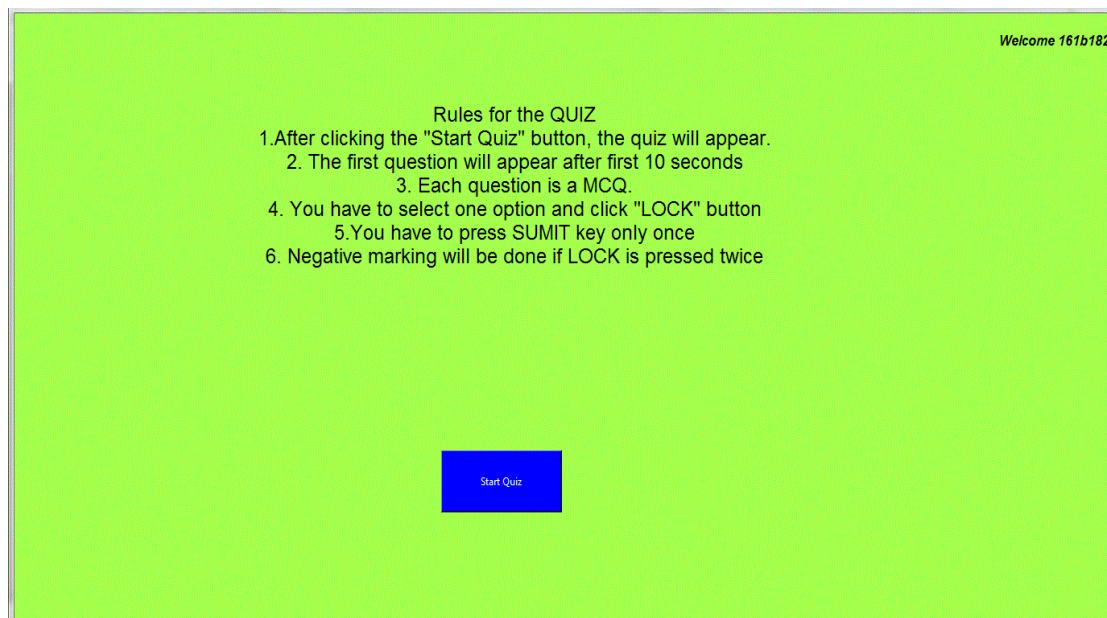 Welcome 161b182
Rules for the QUIZ
1.After clicking the "Start Quiz" button, the quiz will appear.
2. The first question will appear after first 10 seconds
3. Each question is a MCQ.
4. You have to select one option and click "LOCK" button
5.You have to press SUMIT key only once
6. Negative marking will be done if LOCK is pressed twice
Start Quiz